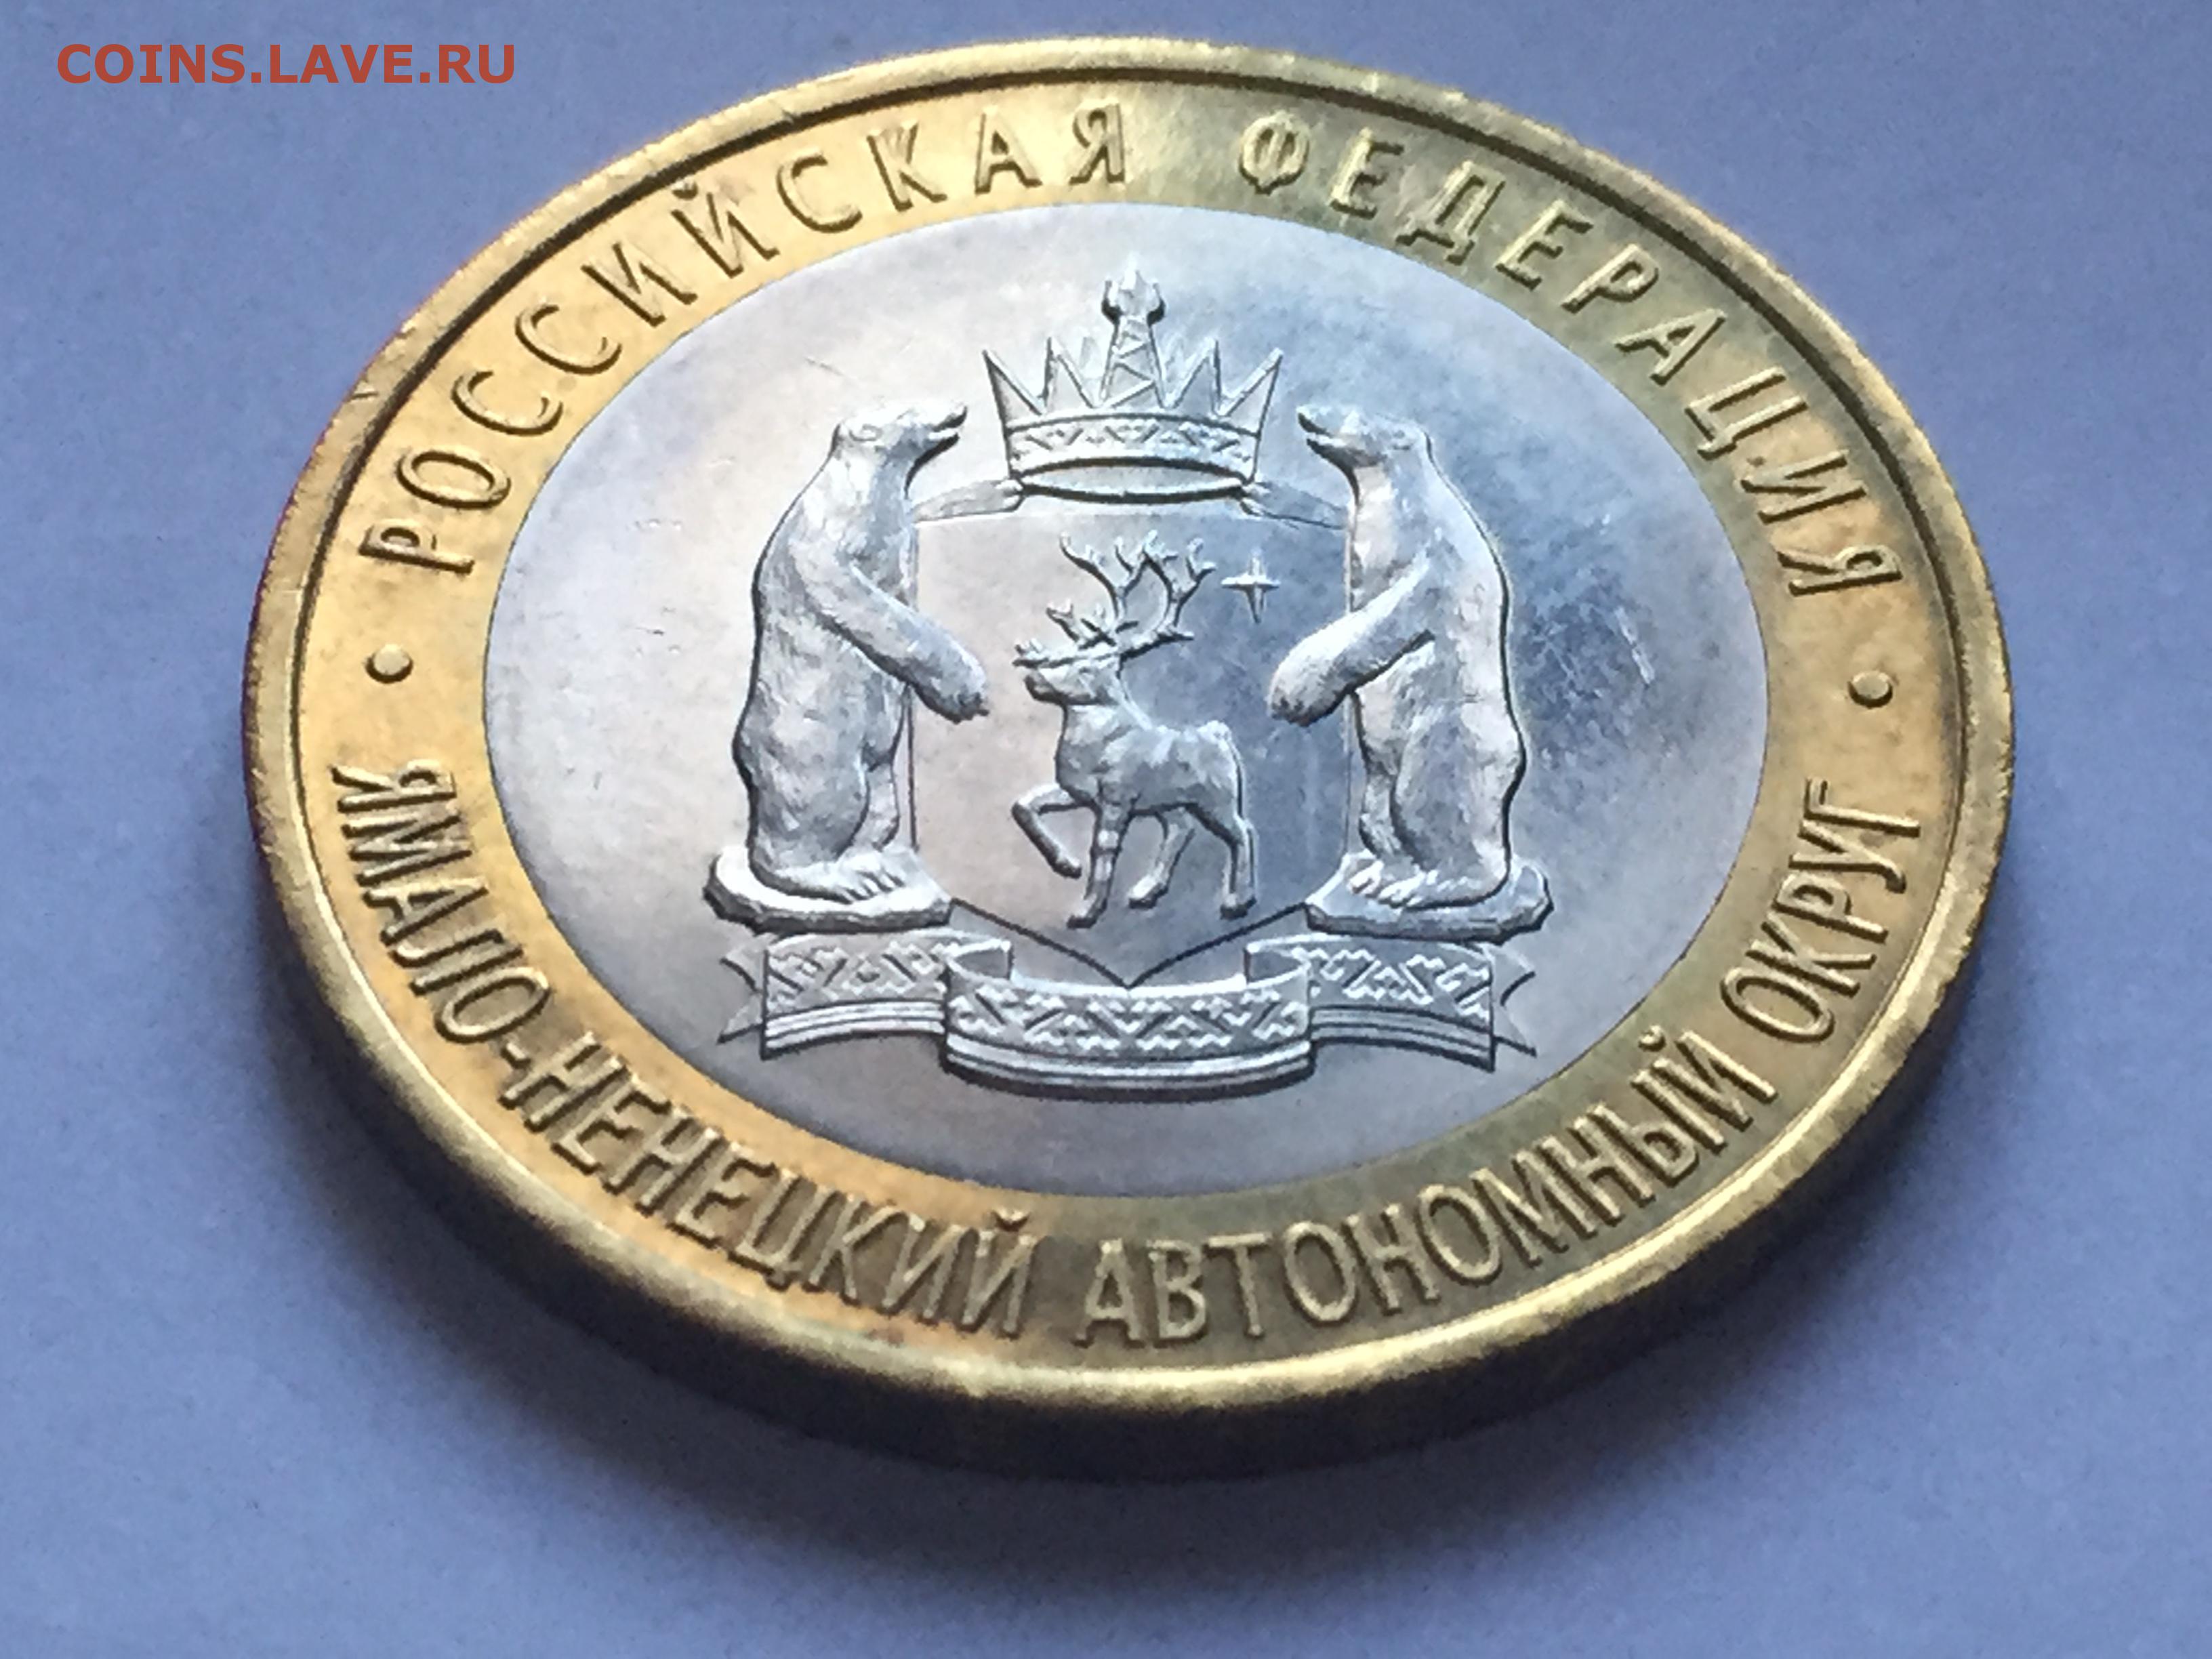 COINS.LAVE.RU
• РОССИЙСКАЯ ФЕДЕРАЦИЯ •
ЯМАЛО-НЕНЕЦКИЙ АВТОНОМНЫЙ ОКРУГ